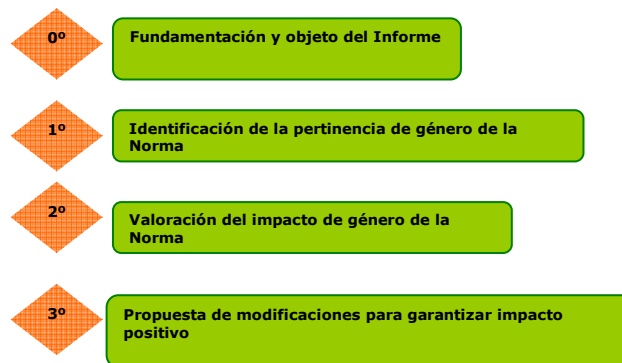 0º
Fundamentación y objeto del Informe
1º
Identificación de la pertinencia de género de la
Norma
2º
Valoración del impacto de género de la
Norma
3º
Propuesta de modificaciones para garantizar impacto
positivo